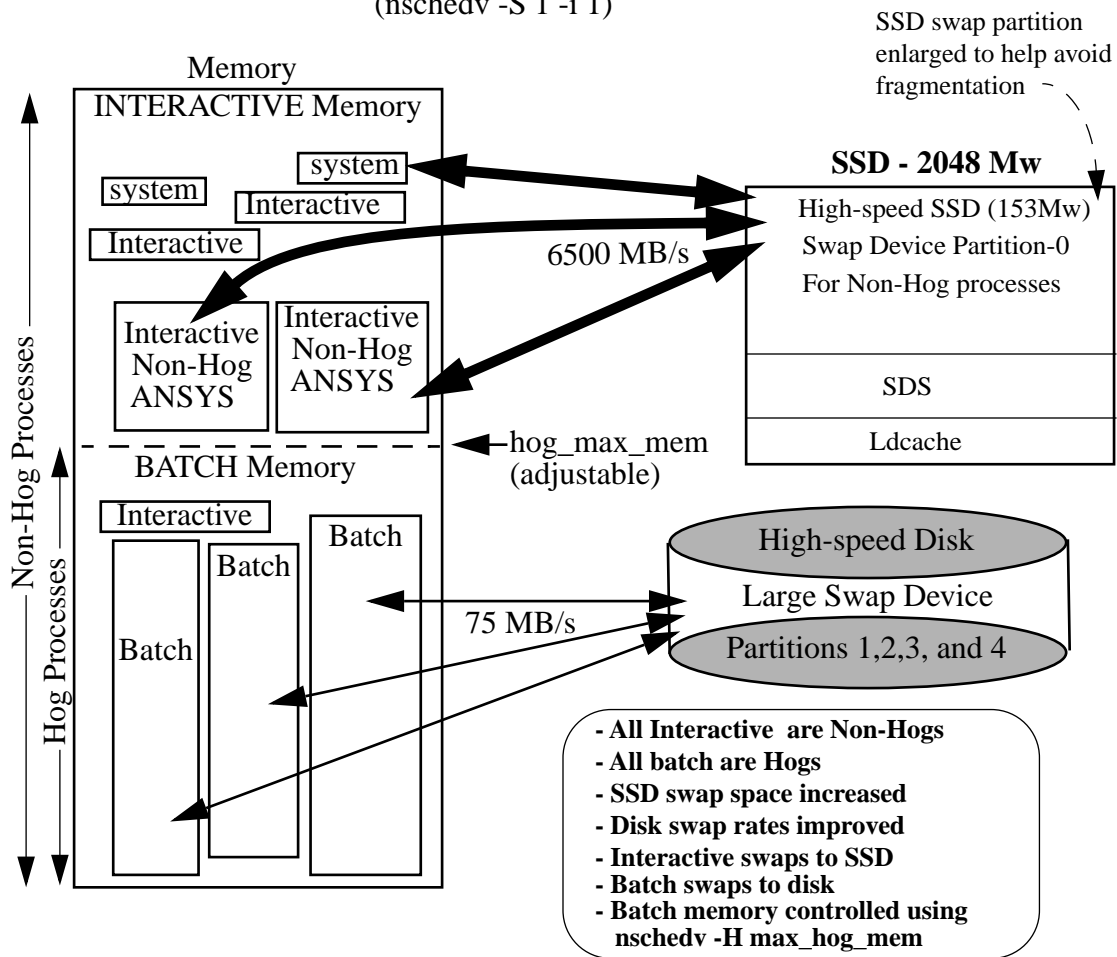 (nschedv -S 1 -i 1)
SSD swap partition
enlarged to help avoid
fragmentation
Memory
INTERACTIVE Memory
system
system
Interactive
Interactive
Interactive
Non-Hog
ANSYS
Interactive
Non-Hog
ANSYS
6500 MB/s
SSD - 2048 Mw
High-speed SSD (153Mw)
Swap Device Partition-0
For Non-Hog processes
SDS
Ldcache
hog_max_mem
(adjustable)
Non-Hog Processes
Hog Processes
BATCH Memory
Interactive
Batch
Batch
Batch
75 MB/s
High-speed Disk
Large Swap Device
Partitions 1,2,3, and 4
- All Interactive are Non-Hogs
- All batch are Hogs
- SSD swap space increased
- Disk swap rates improved
- Interactive swaps to SSD
- Batch swaps to disk
- Batch memory controlled using
nschedv -H max_hog_mem